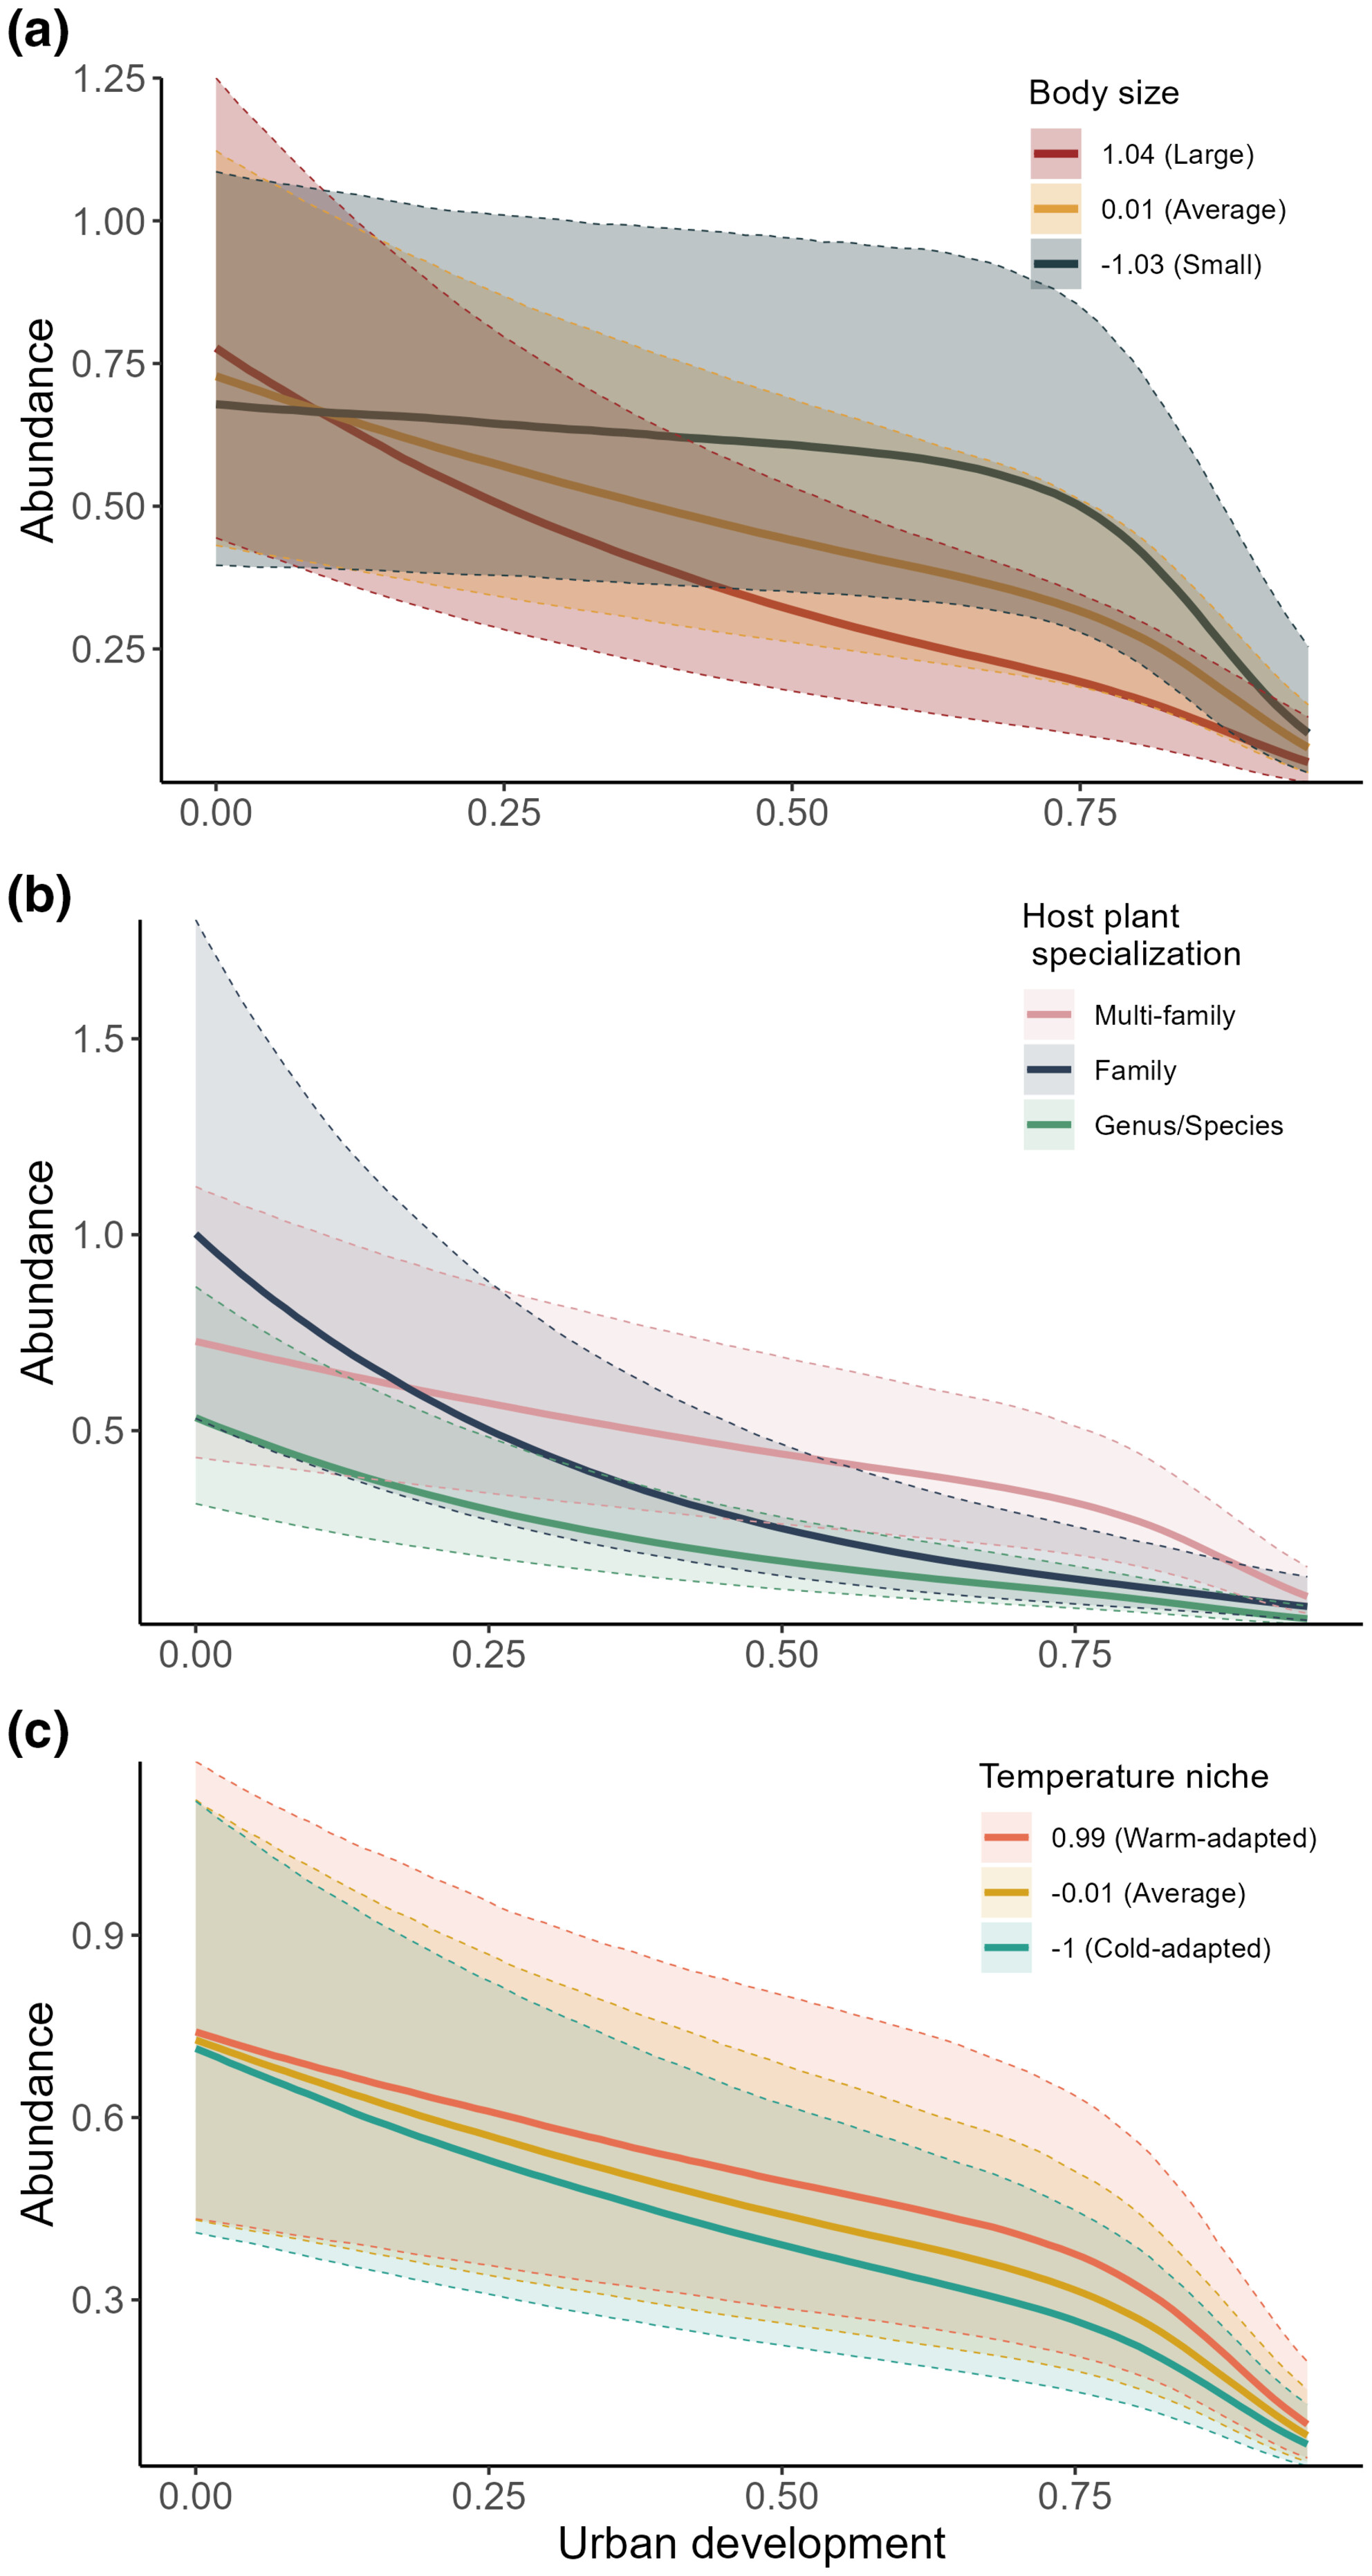 (a)
1.25
1.00
0.75
0.50
0.25
Abundance
Body size
1.04 (Large)
0.01 (Average)
-1.03 (Small)
0.00 0.25 0.50 0.75
(b)
1.5
1.0
0.5
Abundance
Host plant
specialization
Multi-family
Family
Genus/Species
0.00 0.25 0.50 0.75
(c)
0.9
0.6
0.3
Abundance
Temperature niche
0.99 (Warm-adapted)
-0.01 (Average)
-1 (Cold-adapted)
0.00 0.25 0.50 0.75
Urban development